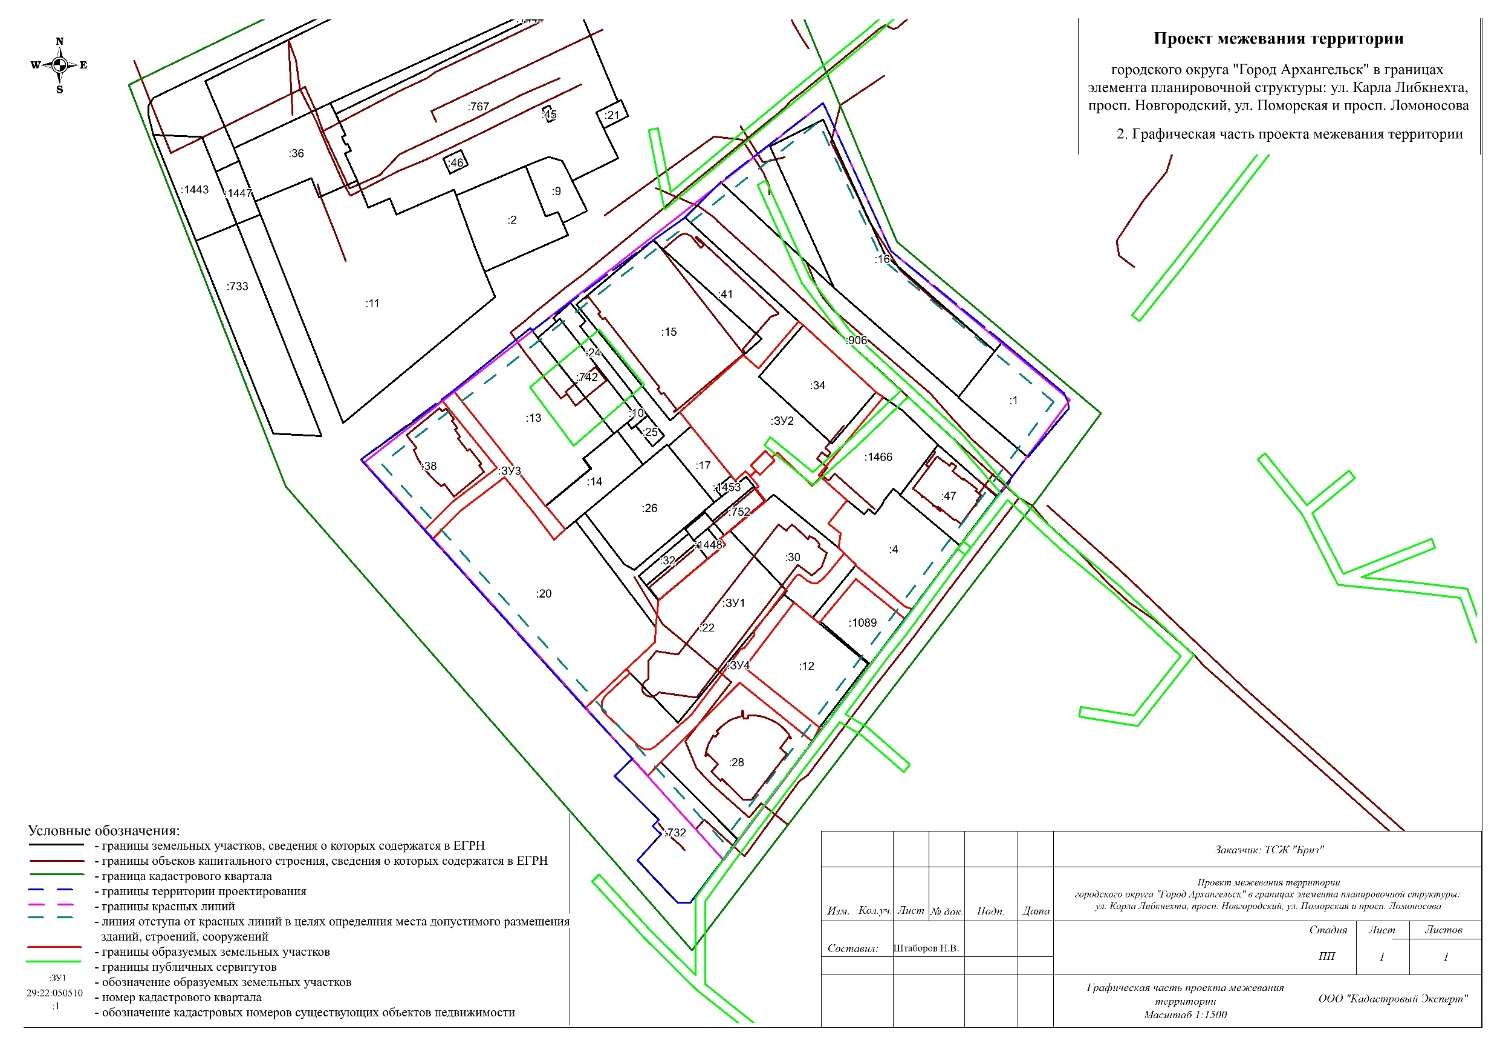 Проект межевания территории
городского округа "Город Архангельск" в границах
элемента планировочной структуры: ул. Карла Либкнехта,
просп. Новгородский, ул. Поморская и просп. Ломоносова
2. Графическая часть проекта межевания территории
N
W E
S
:767
:45
:21
:36
:46
:1443
:1447
:9
:2
:733
:11
:16
:41
:15
:906
:24
:742
:34
:1
:13
:10
:ЗУ2
:25
:38
:ЗУ3
:17
:1466
:14
:1453
:47
:26
:752
:1448
:4
:32
:30
:20
:ЗУ1
:22
:1089
:ЗУ4
:12
:28
:732
Условные обозначения:
- границы земельных участков, сведения о которых содержатся в ЕГРН
- границы объеков капитального строения, сведения о которых содержатся в ЕГРН
- граница кадастрового квартала
- границы территории проектирования
- границы красных линий
- линия отступа от красных линий в целях определния места допустимого размещения
зданий, строений, сооружений
- границы образуемых земельных участков
- границы публичных сервитутов
:ЗУ1 - обозначение образуемых земельных участков
29:22:050510 - номер кадастрового квартала
:1 - обозначение кадастровых номеров существующих объектов недвижимости
Заказчик: ТСЖ "Бриз"
Проект межевания территории
городского округа "Город Архангельск" в границах элемента планировочной структуры:
ул. Карла Либкнехта, просп. Новгородский, ул. Поморская и просп. Ломоносова
Изм. Кол.уч. Лист № док. Подп. Дата
Составил: Штаборов Н.В.
Стадия Лист Листов
ПП 1 1
Графическая часть проекта межевания
территории
Масштаб 1:1500
ООО "Кадастровый Эксперт"